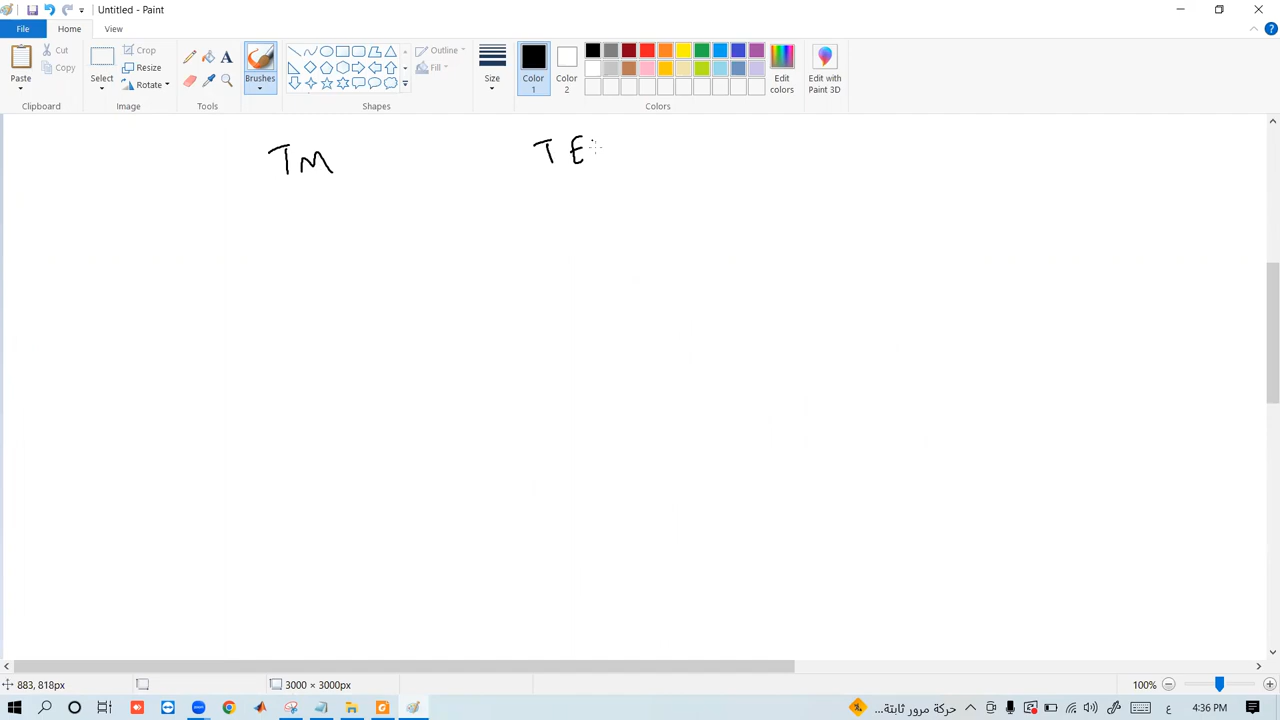 Untitled - Paint
File
Home
View
Paste
Cut
Copy
Clipboard
Select
Crop
Resize
Rotate
Image
A
Tools
Brushes
Outline
Fill
Shapes
Size
Color 1
Color 2
Edit colors
Colors
Edit with Paint 3D
TM TE
883, 818px
3000 × 3000px
100%
حركة مرور ثابتة...
ع
4:36 PM